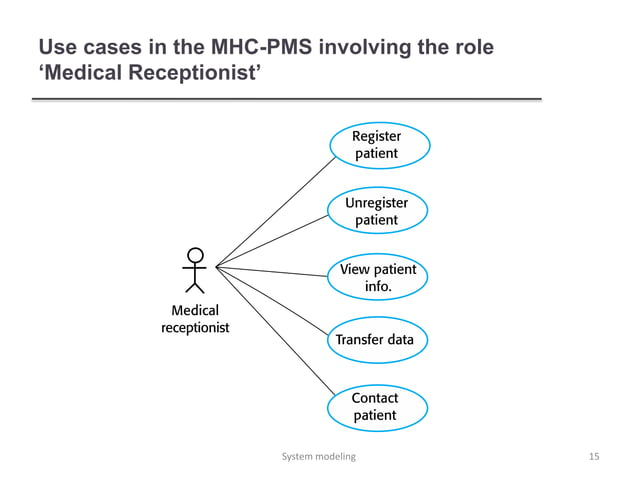 Use cases in the MHC-PMS involving the role
‘Medical Receptionist’
Register
patient
Unregister
patient
View patient
info.
Medical
receptionist
Transfer data
Contact
patient
System modeling
15